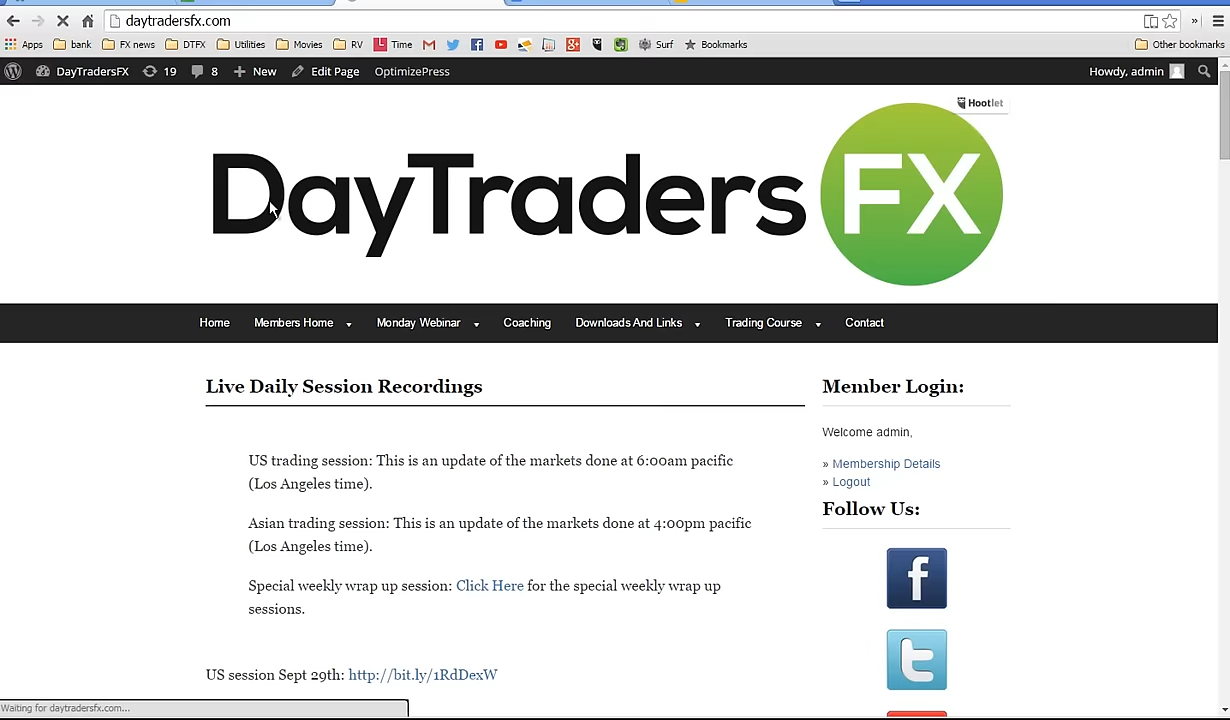 daytradersfx.com
Apps bank FX news DTFX Utilities Movies RV Time Surf Bookmarks Other bookmarks
DayTradersFX 19 8 New Edit Page OptimizePress Howdy, admin
Hootlet
DayTraders FX
Home Members Home Monday Webinar Coaching Downloads And Links Trading Course Contact
Live Daily Session Recordings
US trading session: This is an update of the markets done at 6:00am pacific
(Los Angeles time).
Asian trading session: This is an update of the markets done at 4:00pm pacific
(Los Angeles time).
Special weekly wrap up session: Click Here for the special weekly wrap up
sessions.
US session Sept 29th: http://bit.ly/1RdDexW
Member Login:
Welcome admin,
» Membership Details
» Logout
Follow Us:
Waiting for daytradersfx.com...